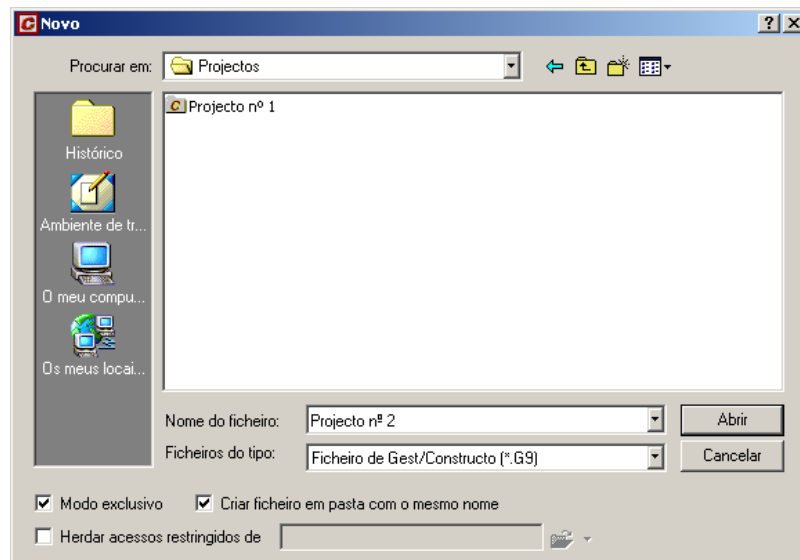 Novo
Procurar em: Projectos
Projecto nº 1
Histórico
Ambiente de tr...
O meu compu...
Os meus locai...
Nome do ficheiro: Projecto nº 2 Abrir
Ficheiros do tipo: Ficheiro de Gest/Constructo (*.G9) Cancelar
Modo exclusivo Criar ficheiro em pasta com o mesmo nome
Herdar acessos restringidos de